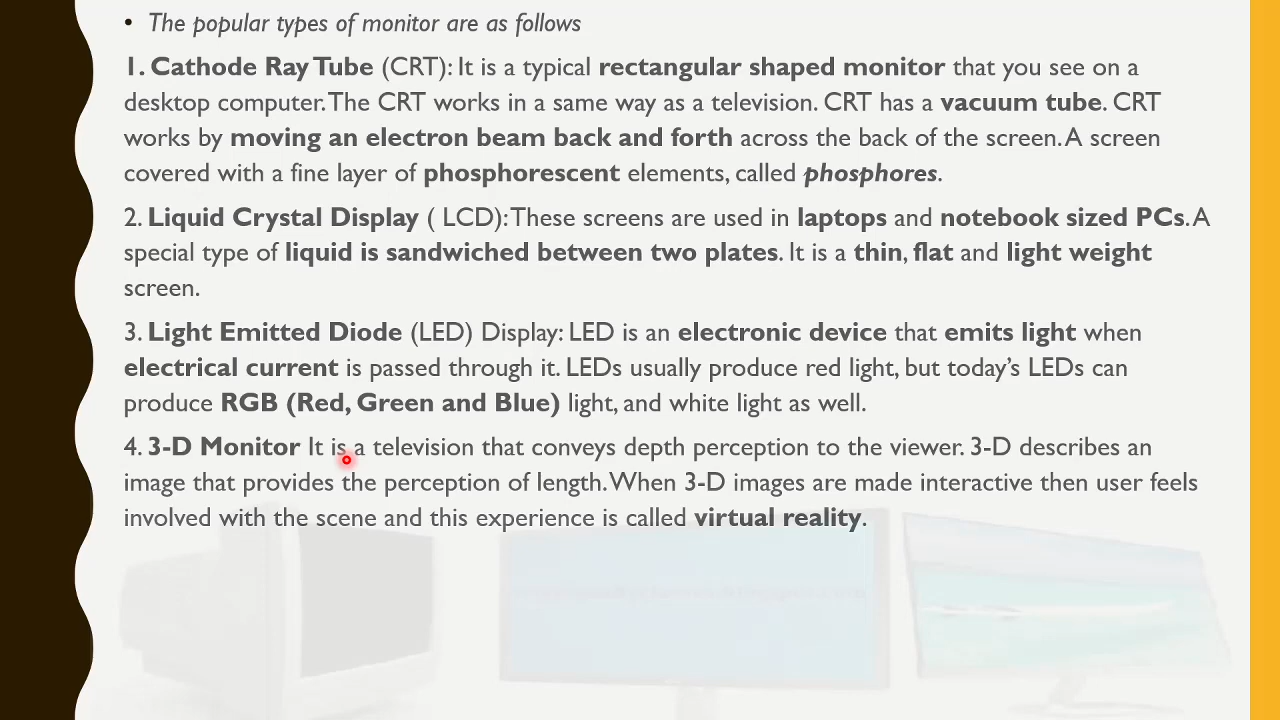 • The popular types of monitor are as follows
1. Cathode Ray Tube (CRT): It is a typical rectangular shaped monitor that you see on a
desktop computer. The CRT works in a same way as a television. CRT has a vacuum tube. CRT
works by moving an electron beam back and forth across the back of the screen. A screen
covered with a fine layer of phosphorescent elements, called phosphores.
2. Liquid Crystal Display ( LCD): These screens are used in laptops and notebook sized PCs. A
special type of liquid is sandwiched between two plates. It is a thin, flat and light weight
screen.
3. Light Emitted Diode (LED) Display: LED is an electronic device that emits light when
electrical current is passed through it. LEDs usually produce red light, but today's LEDs can
produce RGB (Red, Green and Blue) light, and white light as well.
4. 3-D Monitor It is a television that conveys depth perception to the viewer. 3-D describes an
image that provides the perception of length. When 3-D images are made interactive then user feels
involved with the scene and this experience is called virtual reality.